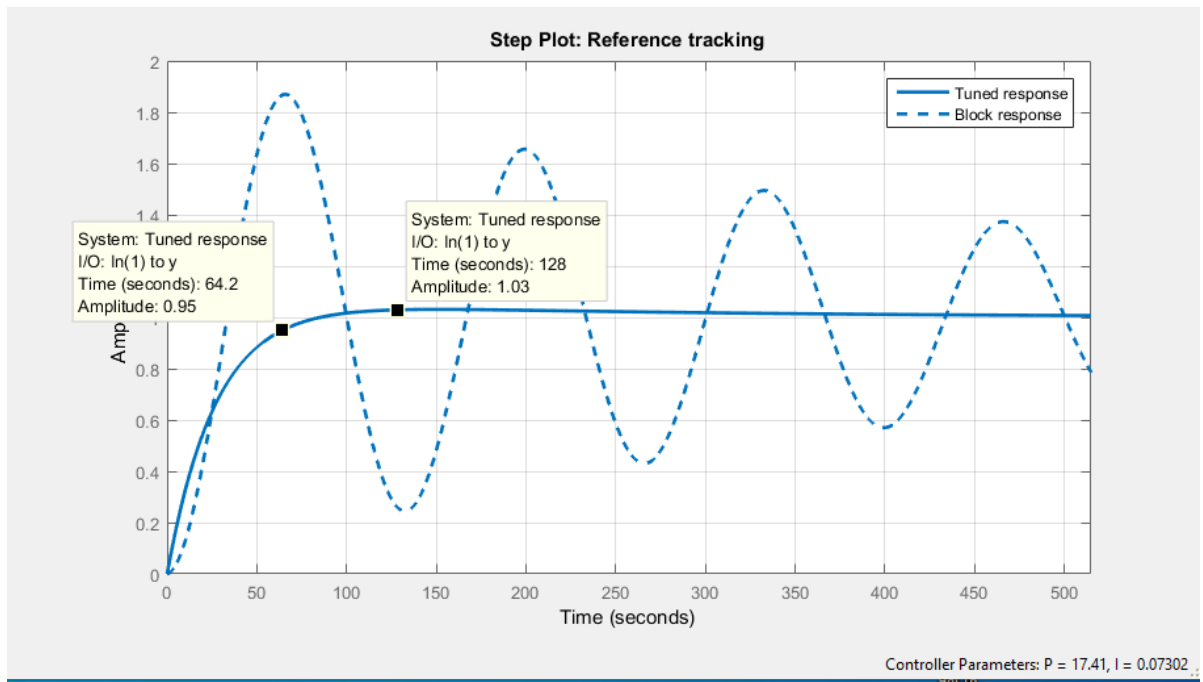 Step Plot: Reference tracking
Tuned response
Block response
System: Tuned response
I/O: In(1) to y
Time (seconds): 64.2
Amplitude: 0.95
System: Tuned response
I/O: In(1) to y
Time (seconds): 128
Amplitude: 1.03
2
1.8
1.6
1.4
0.8
0.6
0.4
0.2
0
Amp
0
50
100
150
200
250
300
350
400
450
500
Time (seconds)
Controller Parameters: P = 17.41, I = 0.07302